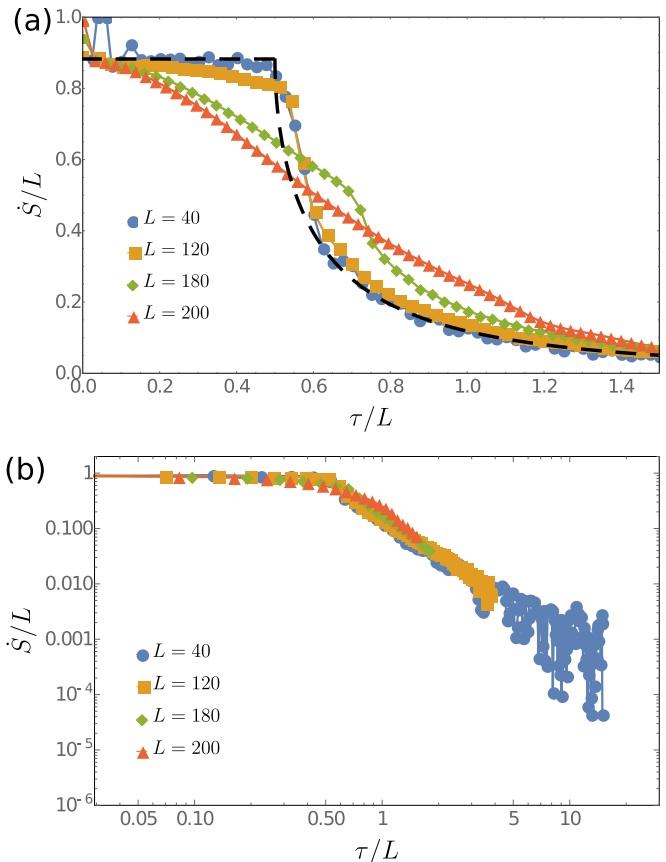 (a)
Ṡ/L
1.0
0.8
0.6
0.4
0.2
0.0
L = 40
L = 120
L = 180
L = 200
0.0 0.2 0.4 0.6 0.8 1.0 1.2 1.4
τ/L
(b)
Ṡ/L
1
0.100
0.010
0.001
10⁻⁴
10⁻⁵
10⁻⁶
L = 40
L = 120
L = 180
L = 200
0.05 0.10 0.50 1 5 10
τ/L